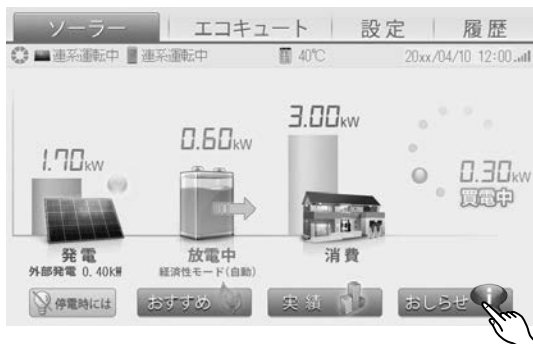 ソーラー エコキュート 設定 履歴
連系運転中 連系運転中 40℃ 20xx/04/10 12:00
3.00kW
0.60kW
1.70kW
0.30kW
買電中
発電 放電中 消費
外部発電 0.40kW 経済性モード(自動)
停電時には おすすめ 実績 おしらせ